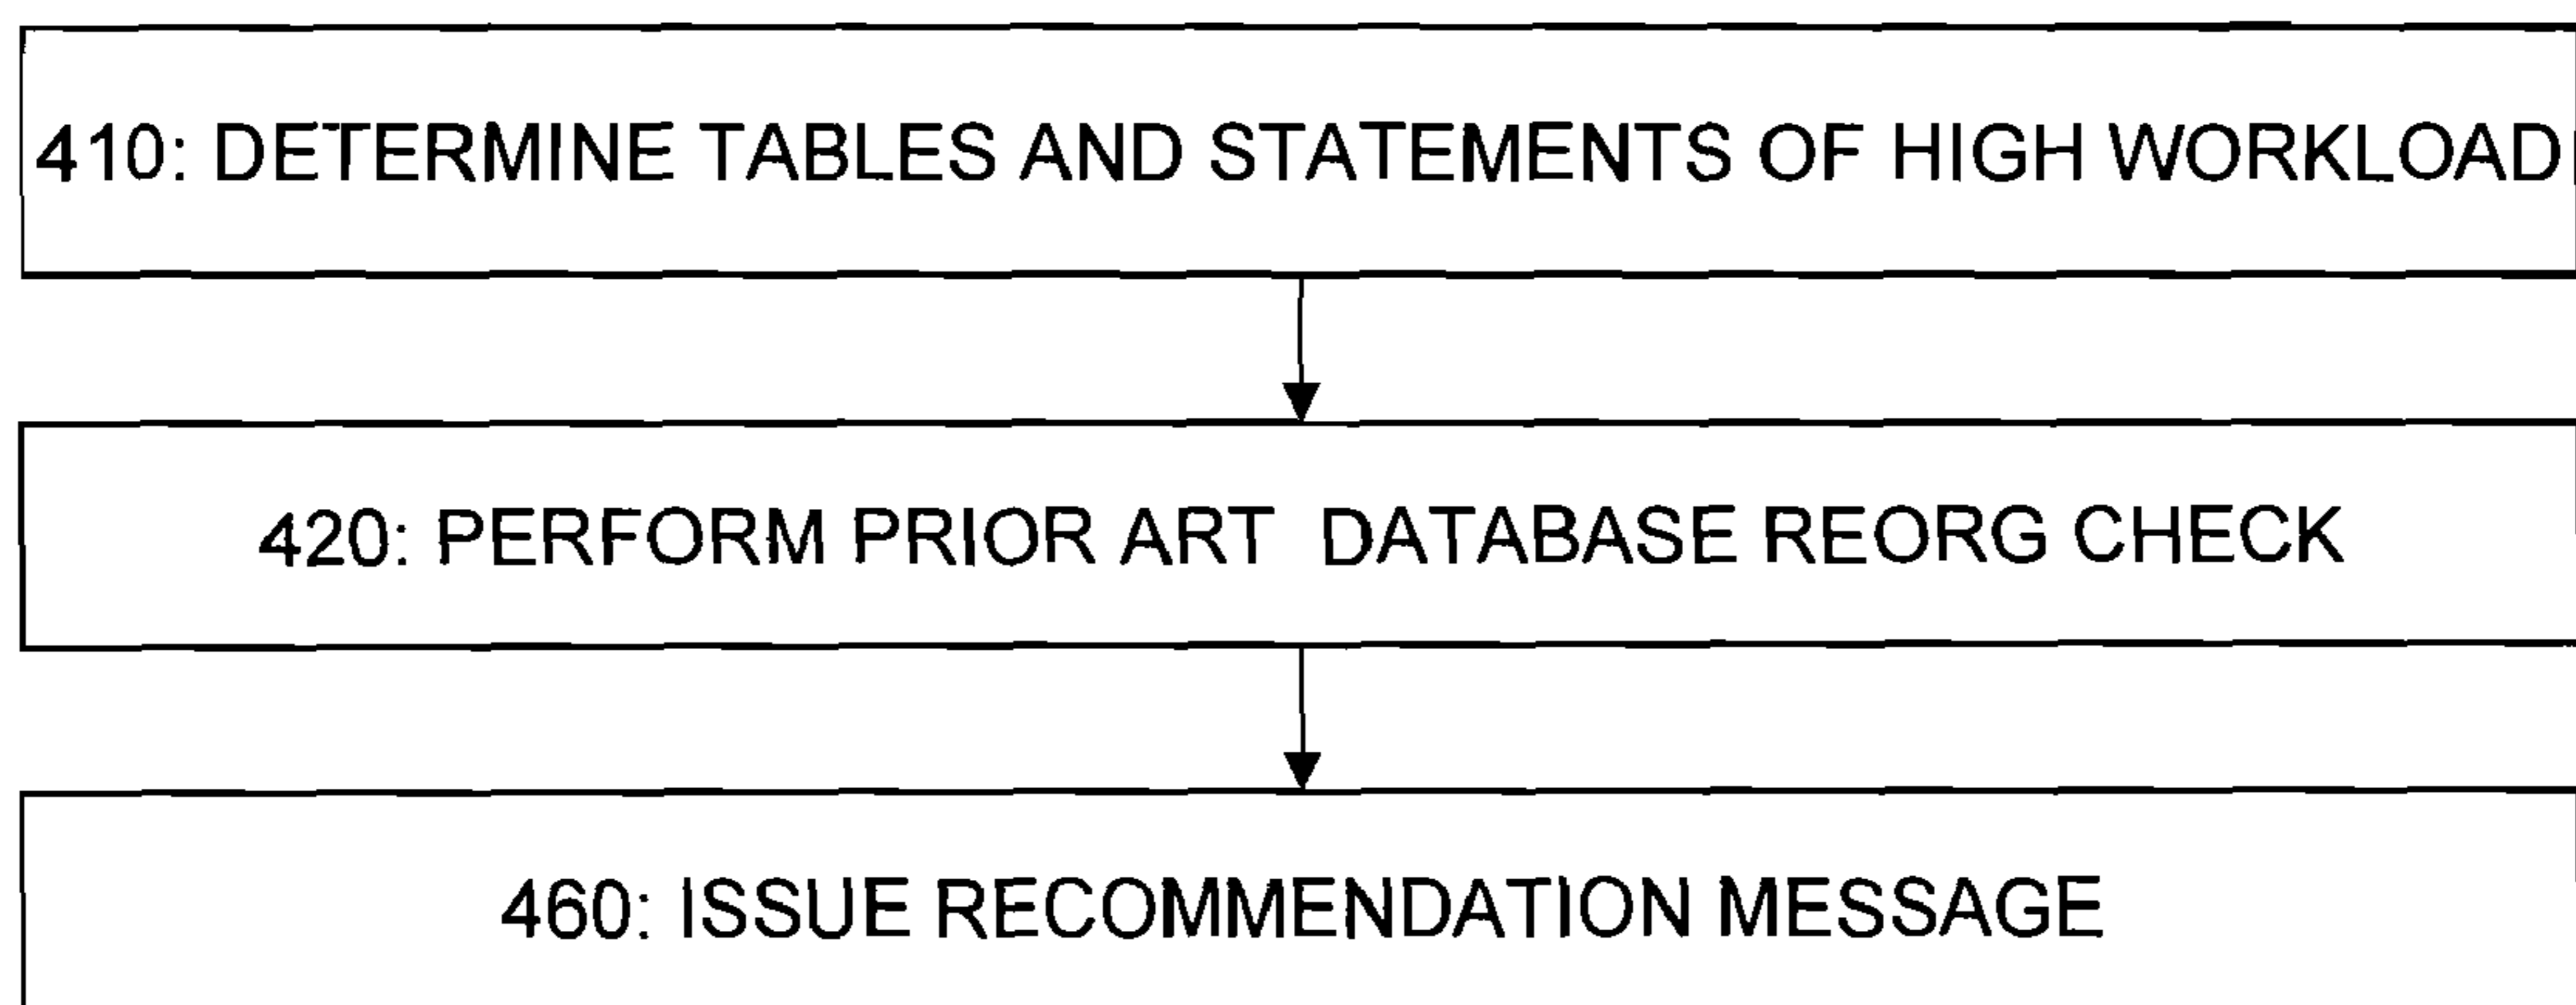 410: DETERMINE TABLES AND STATEMENTS OF HIGH WORKLOAD
420: PERFORM PRIOR ART DATABASE REORG CHECK
460: ISSUE RECOMMENDATION MESSAGE